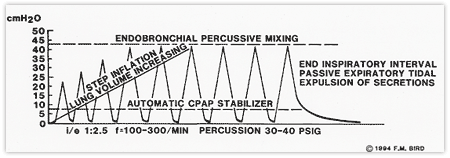 cmH2O
50
45
40
35
30
25
20
15
10
5
0
ENDOBRONCHIAL PERCUSSIVE MIXING
STEP INFLATION
LUNG VOLUME INCREASING
END INSPIRATORY INTERVAL
PASSIVE EXPIRATORY TIDAL
EXPULSION OF SECRETIONS
AUTOMATIC CPAP STABILIZER
i/e 1:2.5 f=100-300/MIN PERCUSSION 30-40 PSIG
©1994 F.M. BIRD